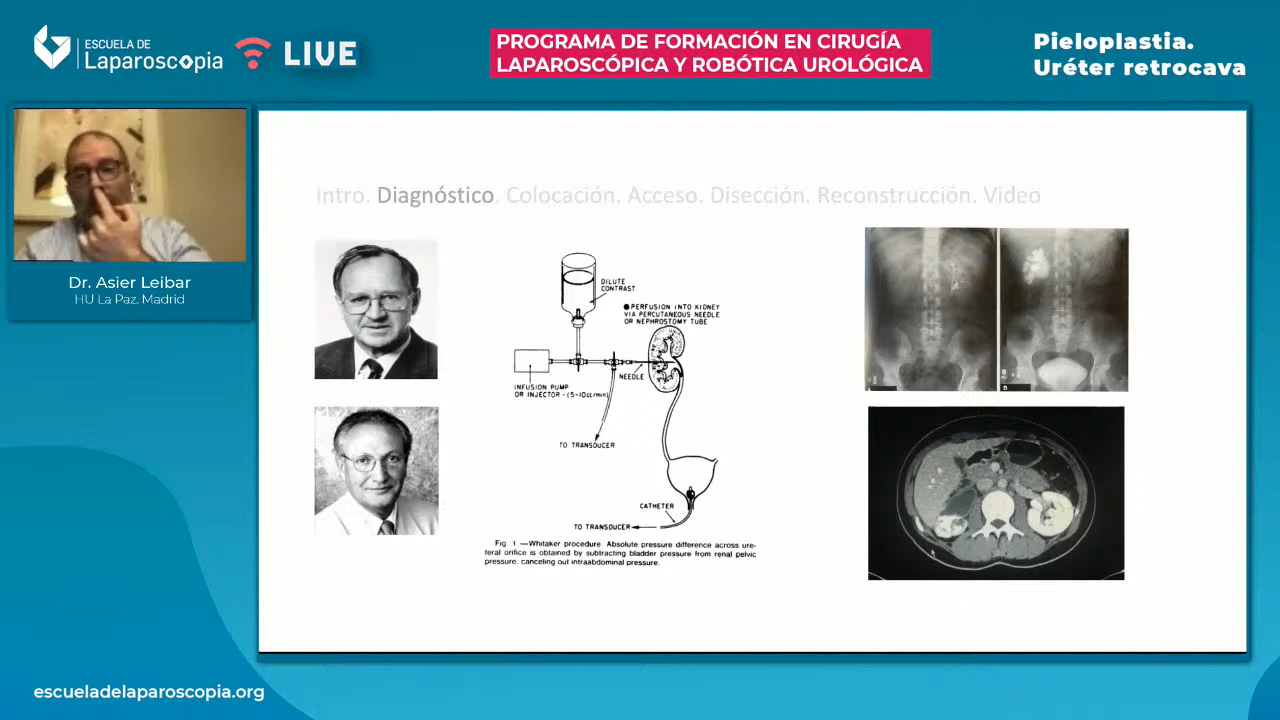 ESCUELA DE
Laparoscopia
LIVE
PROGRAMA DE FORMACIÓN EN CIRUGÍA
LAPAROSCÓPICA Y ROBÓTICA UROLÓGICA
Pieloplastia.
Uréter retrocava
Dr. Asier Leibar
HU La Paz. Madrid
Intro. Diagnóstico. Colocación. Acceso. Disección. Reconstrucción. Video
DILUTE
CONTRAST
PERFUSION INTO KIDNEY
VIA PERCUTANEOUS NEEDLE
OR NEPHROSTOMY TUBE
NEEDLE
INFUSION PUMP
OR INJECTOR-(5-10cc/min)
TO TRANSDUCER
CATHETER
TO TRANSDUCER
Fig. 1.—Whitaker procedure. Absolute pressure difference across ure-
teral orifice is obtained by subtracting bladder pressure from renal pelvic
pressure, canceling out intraabdominal pressure.
escueladelaparoscopia.org